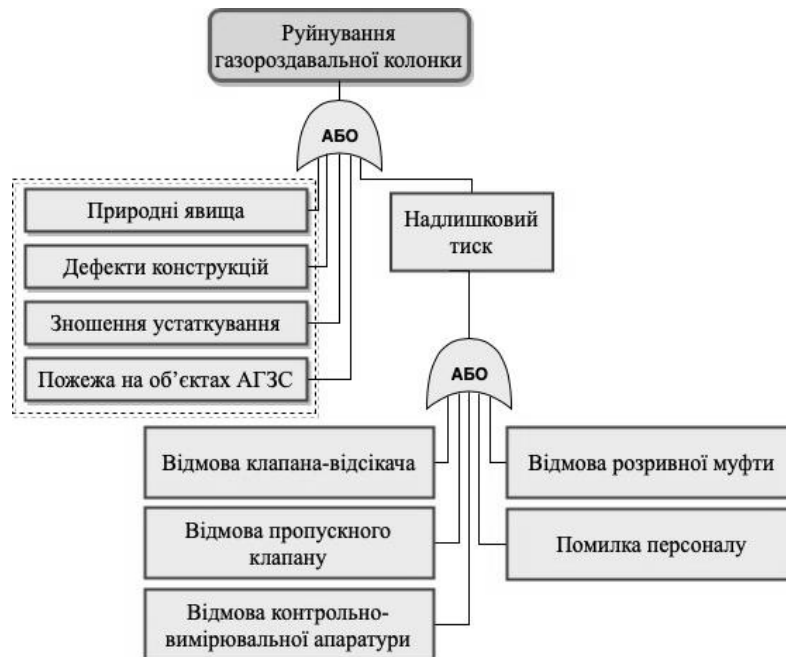 Руйнування
газороздавальної колонки
АБО
Природні явища
Дефекти конструкцій
Зношення устаткування
Пожежа на об’єктах АГЗС
Надлишковий
тиск
АБО
Відмова клапана-відсікача
Відмова пропускного
клапану
Відмова контрольно-
вимірювальної апаратури
Відмова розривної муфти
Помилка персоналу